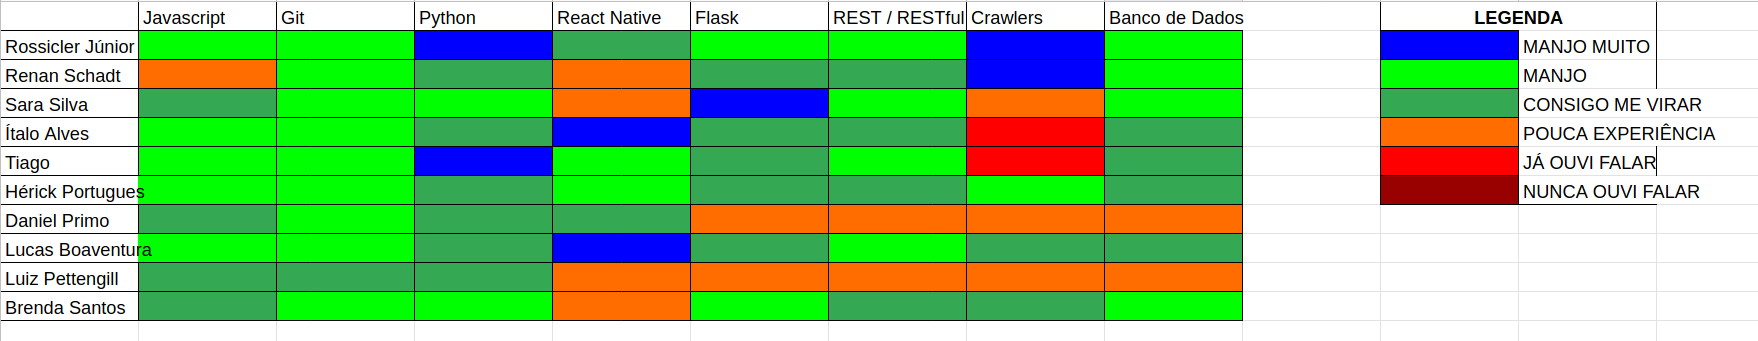 Javascript Git Python React Native Flask REST / RESTful Crawlers Banco de Dados LEGENDA
Rossicler Júnior MANJO MUITO
Renan Schadt MANJO
Sara Silva CONSIGO ME VIRAR
Ítalo Alves POUCA EXPERIÊNCIA
Tiago JÁ OUVI FALAR
Hérick Portugues NUNCA OUVI FALAR
Daniel Primo
Lucas Boaventura
Luiz Pettengill
Brenda Santos